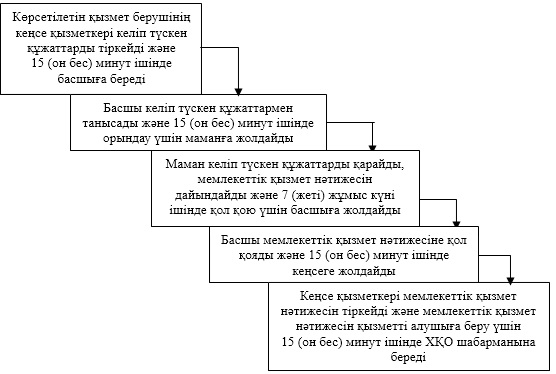 Көрсетілетін қызмет берушінің
кеңсе қызметкері келіп түскен
құжаттарды тіркейді және
15 (он бес) минут ішінде
басшыға береді
Басшы келіп түскен құжаттармен
танысады және 15 (он бес) минут ішінде
орындау үшін маманға жолдайды
Маман келіп түскен құжаттарды қарайды,
мемлекеттік қызмет нәтижесін
дайындайды және 7 (жеті) жұмыс күні
ішінде қол қою үшін басшыға жолдайды
Басшы мемлекеттік қызмет нәтижесіне қол
қояды және 15 (он бес) минут ішінде
кеңсеге жолдайды
Кеңсе қызметкері мемлекеттік қызмет
нәтижесін тіркейді және мемлекеттік қызмет
нәтижесін қызметті алушыға беру үшін
15 (он бес) минут ішінде ХҚО шабарманына
береді